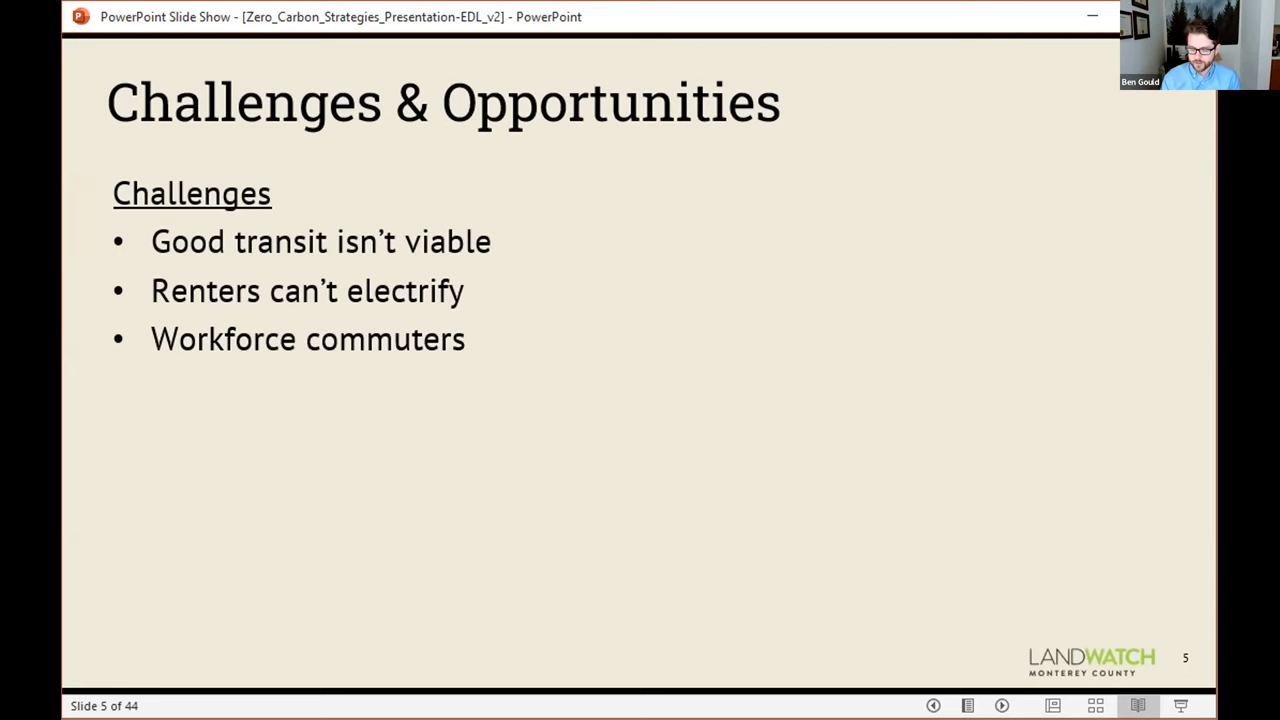 PowerPoint Slide Show - [Zero_Carbon_Strategies_Presentation-EDL_v2] - PowerPoint
Ben Gould
Challenges & Opportunities
Challenges
• Good transit isn’t viable
• Renters can’t electrify
• Workforce commuters
LANDWATCH
MONTEREY COUNTY
5
Slide 5 of 44